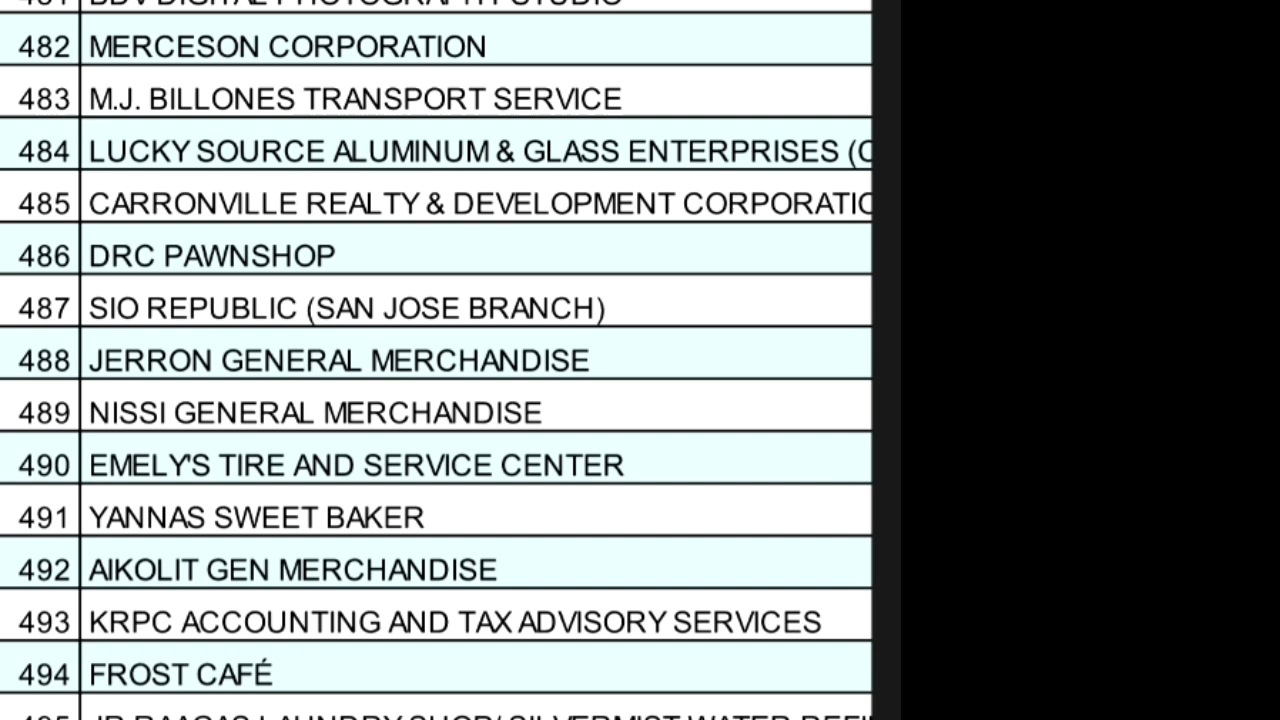 482 MERCESON CORPORATION
483 M.J. BILLONES TRANSPORT SERVICE
484 LUCKY SOURCE ALUMINUM & GLASS ENTERPRISES
485 CARRONVILLE REALTY & DEVELOPMENT
486 DRC PAWNSHOP
487 SIO REPUBLIC (SAN JOSE BRANCH)
488 JERRON GENERAL MERCHANDISE
489 NISSI GENERAL MERCHANDISE
490 EMELY'S TIRE AND SERVICE CENTER
491 YANNAS SWEET BAKER
492 AIKOLIT GEN MERCHANDISE
493 KRPC ACCOUNTING AND TAX ADVISORY SERVICES
494 FROST CAFÉ